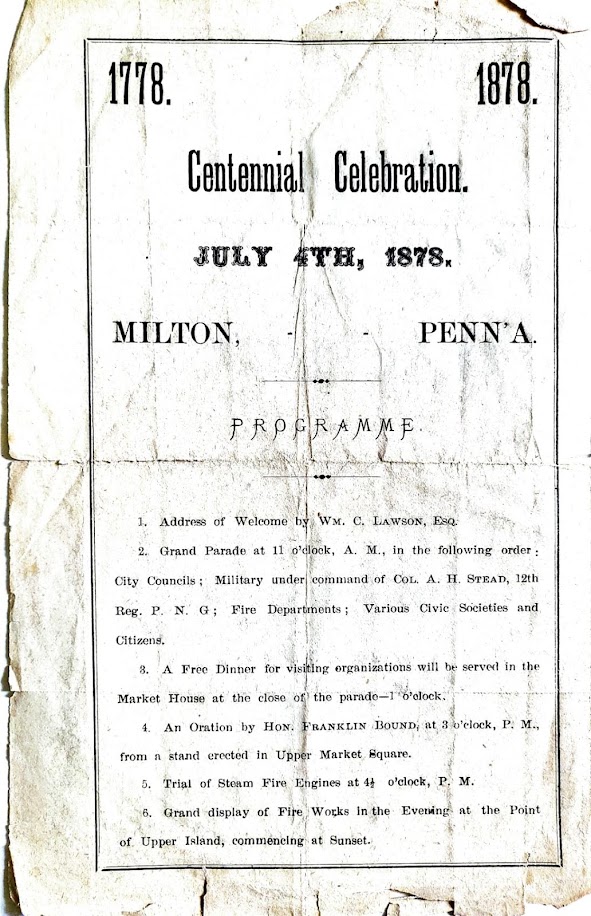 1778. 1878.
Centennial Celebration.
JULY 4TH, 1878.
MILTON, - - PENN'A.
PROGRAMME.
1. Address of Welcome by WM. C. LAWSON, ESQ.
2. Grand Parade at 11 o'clock, A. M., in the following order:
City Councils; Military under command of COL. A. H. STEAD, 12th
Reg. P. N. G; Fire Departments; Various Civic Societies and
Citizens.
3. A Free Dinner for visiting organizations will be served in the
Market House at the close of the parade—1 o'clock.
4. An Oration by HON. FRANKLIN BOUND, at 3 o'clock, P. M.,
from a stand erected in Upper Market Square.
5. Trial of Steam Fire Engines at 4½ o'clock, P. M.
6. Grand display of Fire Works in the Evening at the Point
of Upper Island, commencing at Sunset.